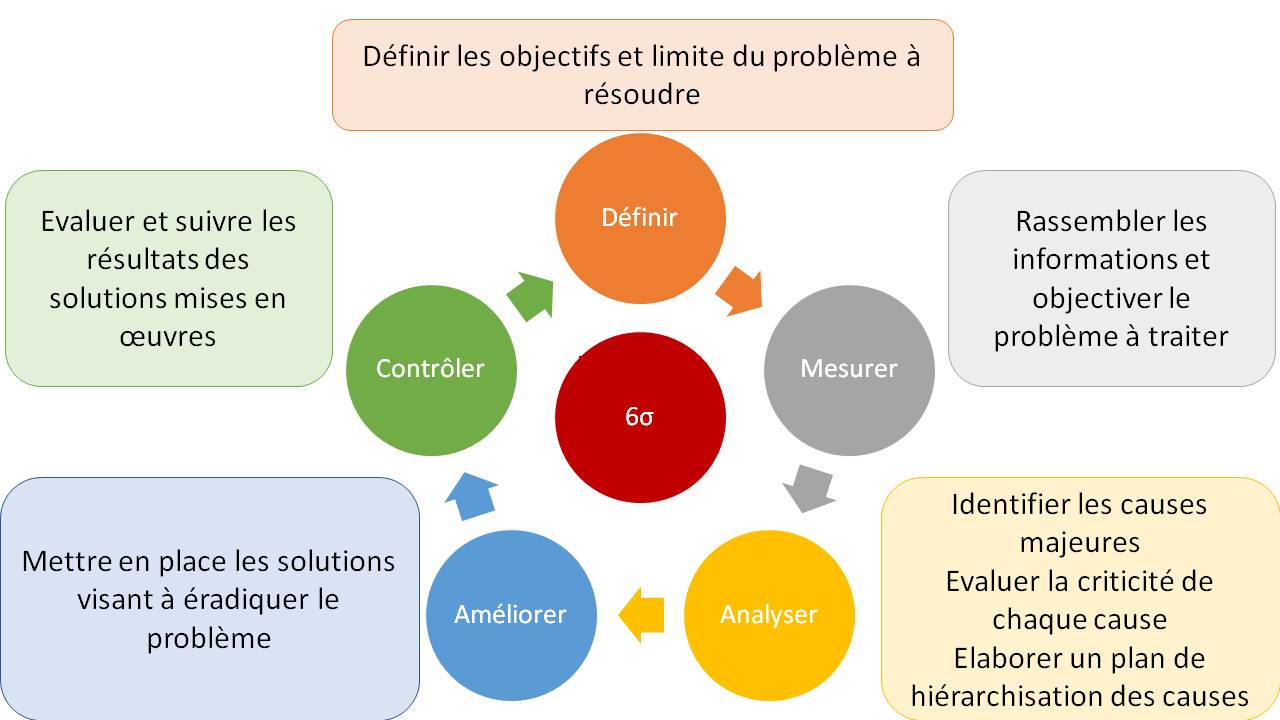 Définir les objectifs et limite du problème à
résoudre
Définir
Evaluer et suivre les
résultats des
solutions mises en
œuvres
Rassembler les
informations et
objectiver le
problème à traiter
Contrôler
Mesurer
6σ
Mettre en place les solutions
visant à éradiquer le
problème
Identifier les causes
majeures
Evaluer la criticité de
chaque cause
Elaborer un plan de
hiérarchisation des causes
Améliorer
Analyser